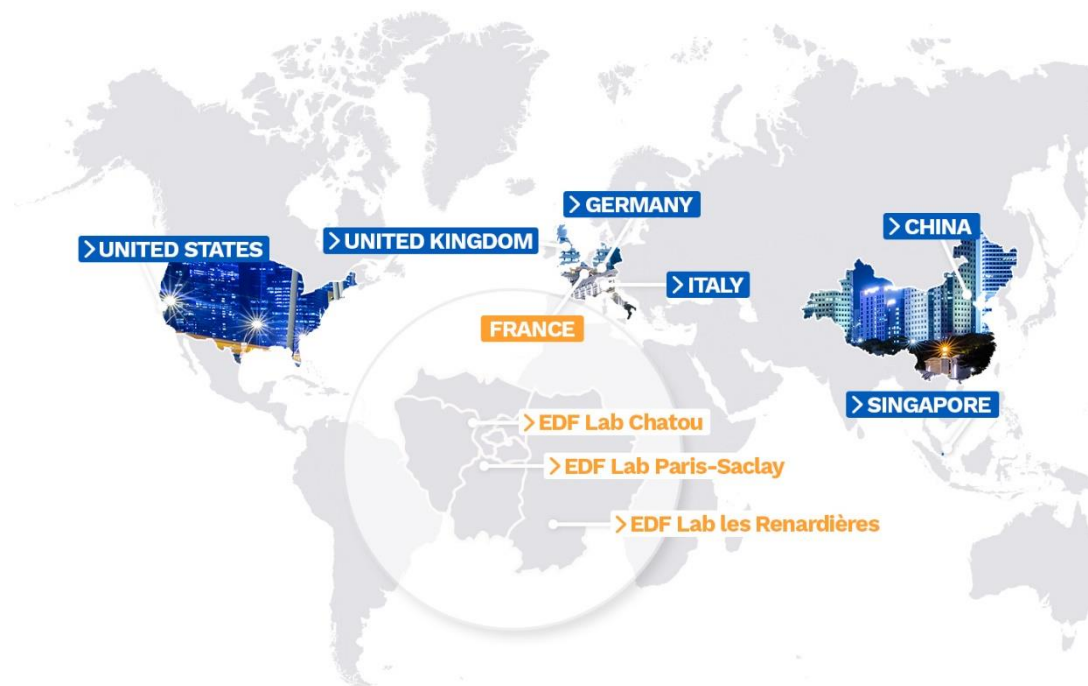 > GERMANY
> CHINA
> UNITED STATES
> UNITED KINGDOM
> ITALY
FRANCE
> SINGAPORE
> EDF Lab Chatou
> EDF Lab Paris-Saclay
> EDF Lab les Renardières